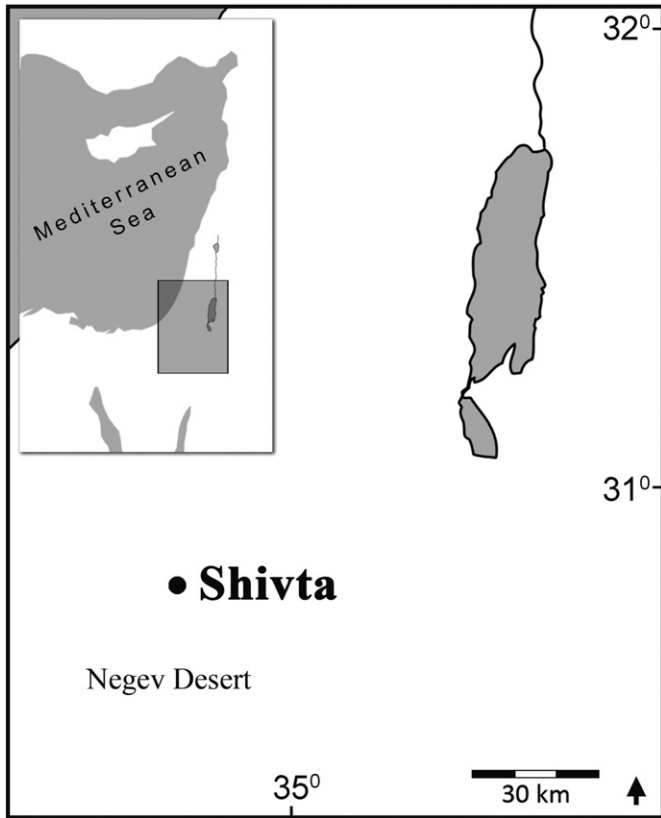 32⁰
Mediterranean
Sea
31⁰
Shivta
Negev Desert
35⁰
30 km